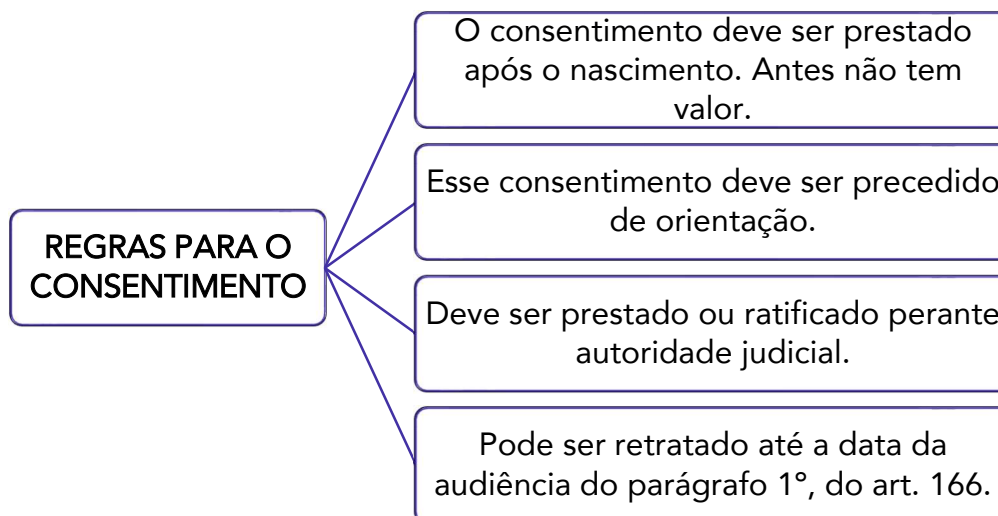 REGRAS PARA O
CONSENTIMENTO
O consentimento deve ser prestado
após o nascimento. Antes não tem
valor.
Esse consentimento deve ser precedido
de orientação.
Deve ser prestado ou ratificado perante
autoridade judicial.
Pode ser retratado até a data da
audiência do parágrafo 1º, do art. 166.